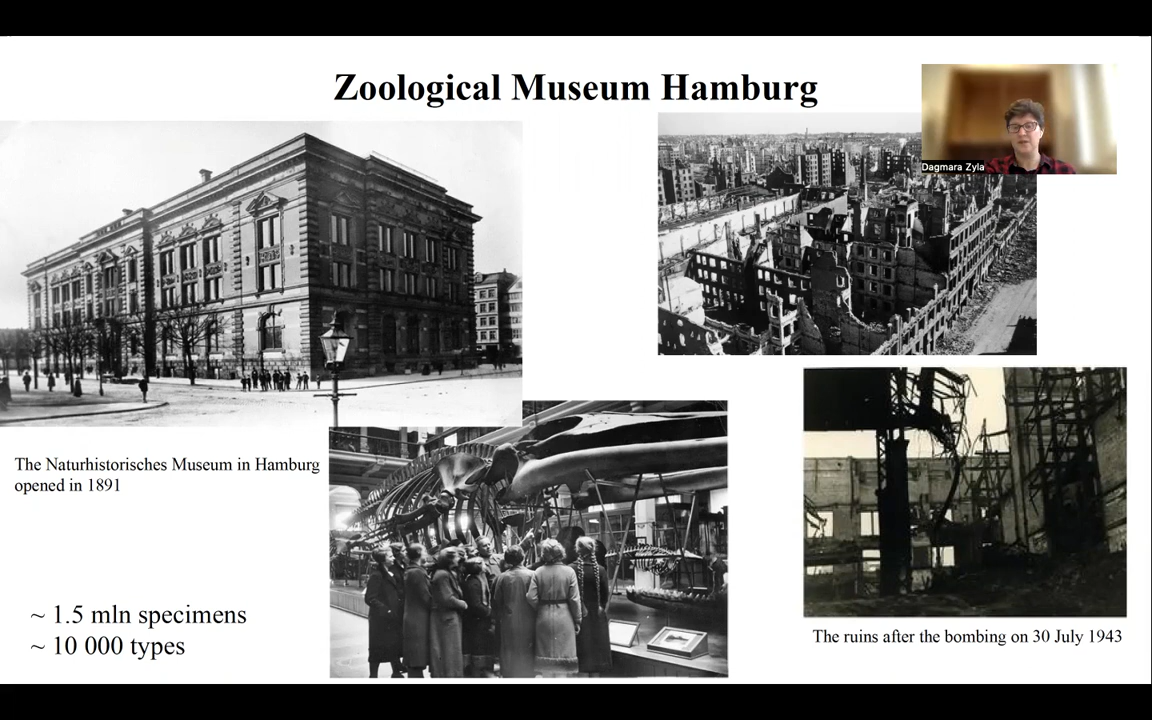 Zoological Museum Hamburg
Dagmara Zyla
The Naturhistorisches Museum in Hamburg
opened in 1891
~ 1.5 mln specimens
~ 10 000 types
The ruins after the bombing on 30 July 1943